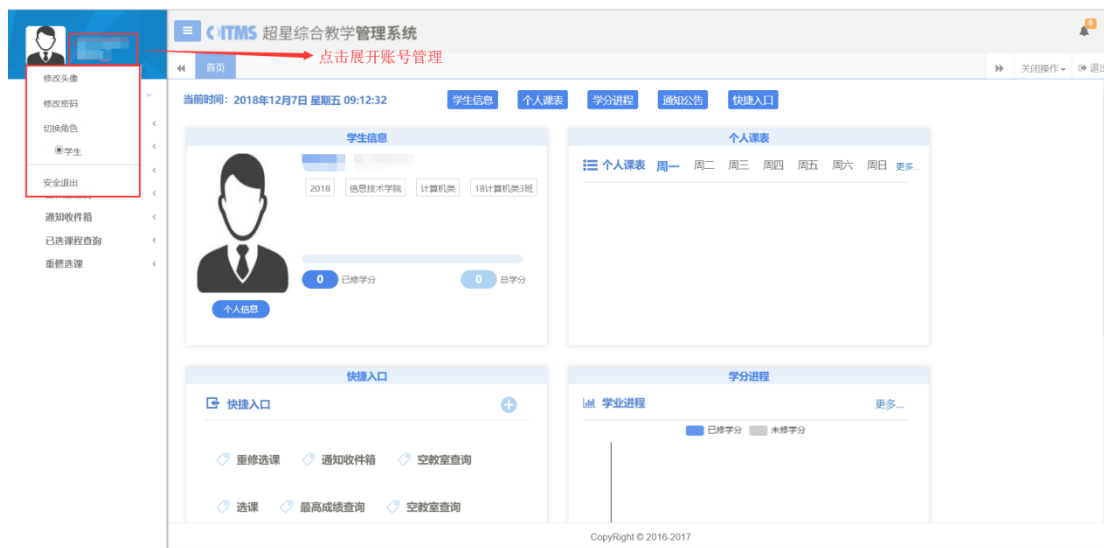 CHTMS 超星综合教学管理系统
0
点击展开账号管理
首页
关闭操作
退出
修改头像
修改密码
切换角色
学生
安全退出
通知收件箱
已选课程查询
重修选课
当前时间：2018年12月7日 星期五 09:12:32
学生信息 个人课表 学分进程 通知公告 快捷入口
学生信息
2018 信息技术学院 计算机类 18计算机类3班
0 已修学分 0 总学分
个人信息
个人课表
个人课表 周一 周二 周三 周四 周五 周六 周日 更多...
快捷入口
快捷入口
重修选课 通知收件箱 空教室查询
选课 最高成绩查询 空教室查询
学分进程
学业进程 更多...
已修学分 未修学分
CopyRight © 2016-2017